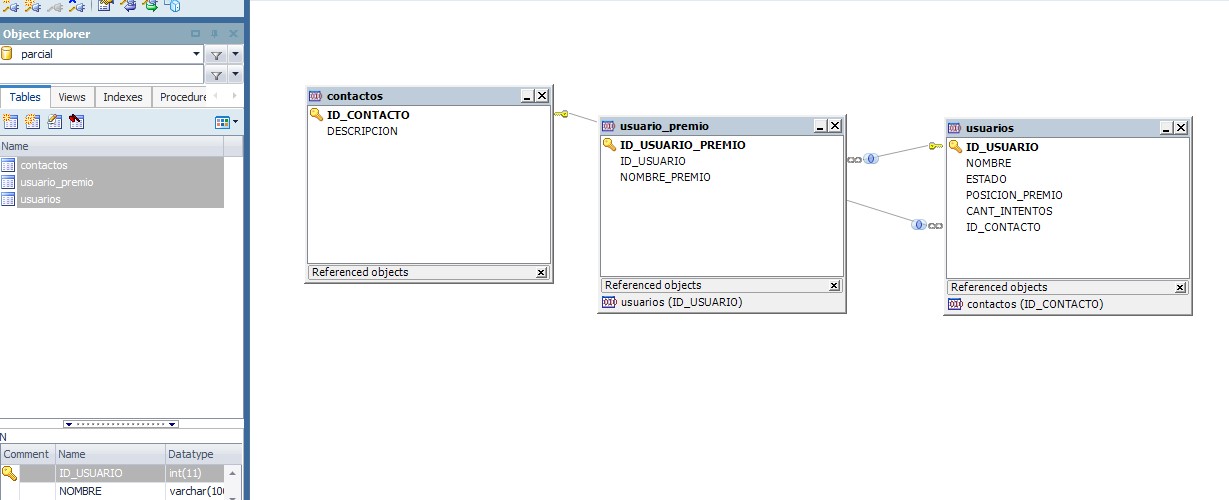 Object Explorer
parcial
Tables Views Indexes Procedure
Name
contactos
usuario_premio
usuarios
N
Comment Name Datatype
ID_USUARIO int(11)
NOMBRE varchar(10
contactos
ID_CONTACTO
DESCRIPCION
Referenced objects
usuario_premio
ID_USUARIO_PREMIO
ID_USUARIO
NOMBRE_PREMIO
Referenced objects
usuarios (ID_USUARIO)
usuarios
ID_USUARIO
NOMBRE
ESTADO
POSICION_PREMIO
CANT_INTENTOS
ID_CONTACTO
Referenced objects
contactos (ID_CONTACTO)